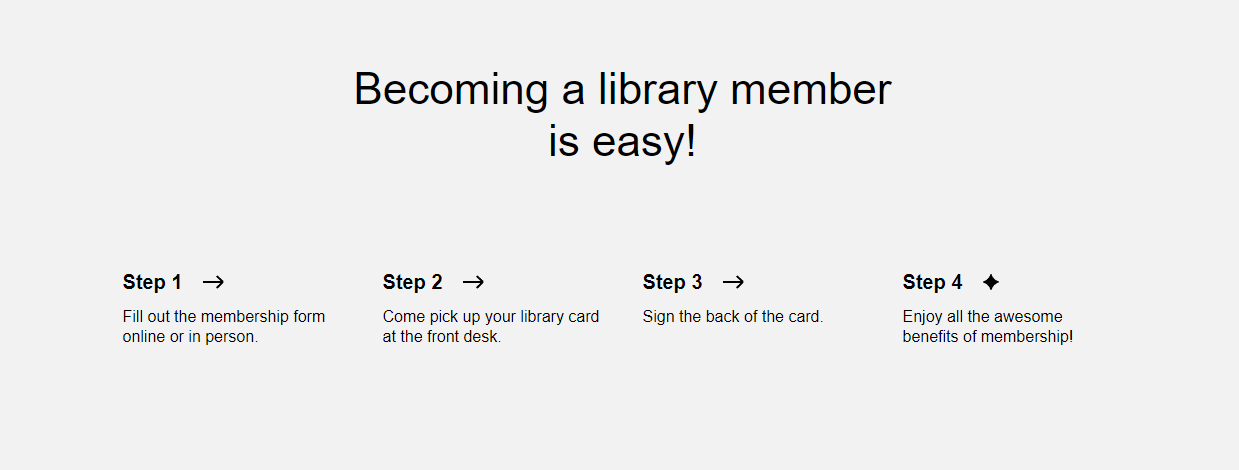 Becoming a library member
is easy!
Step 1 →
Fill out the membership form
online or in person.
Step 2 →
Come pick up your library card
at the front desk.
Step 3 →
Sign the back of the card.
Step 4 ✦
Enjoy all the awesome
benefits of membership!